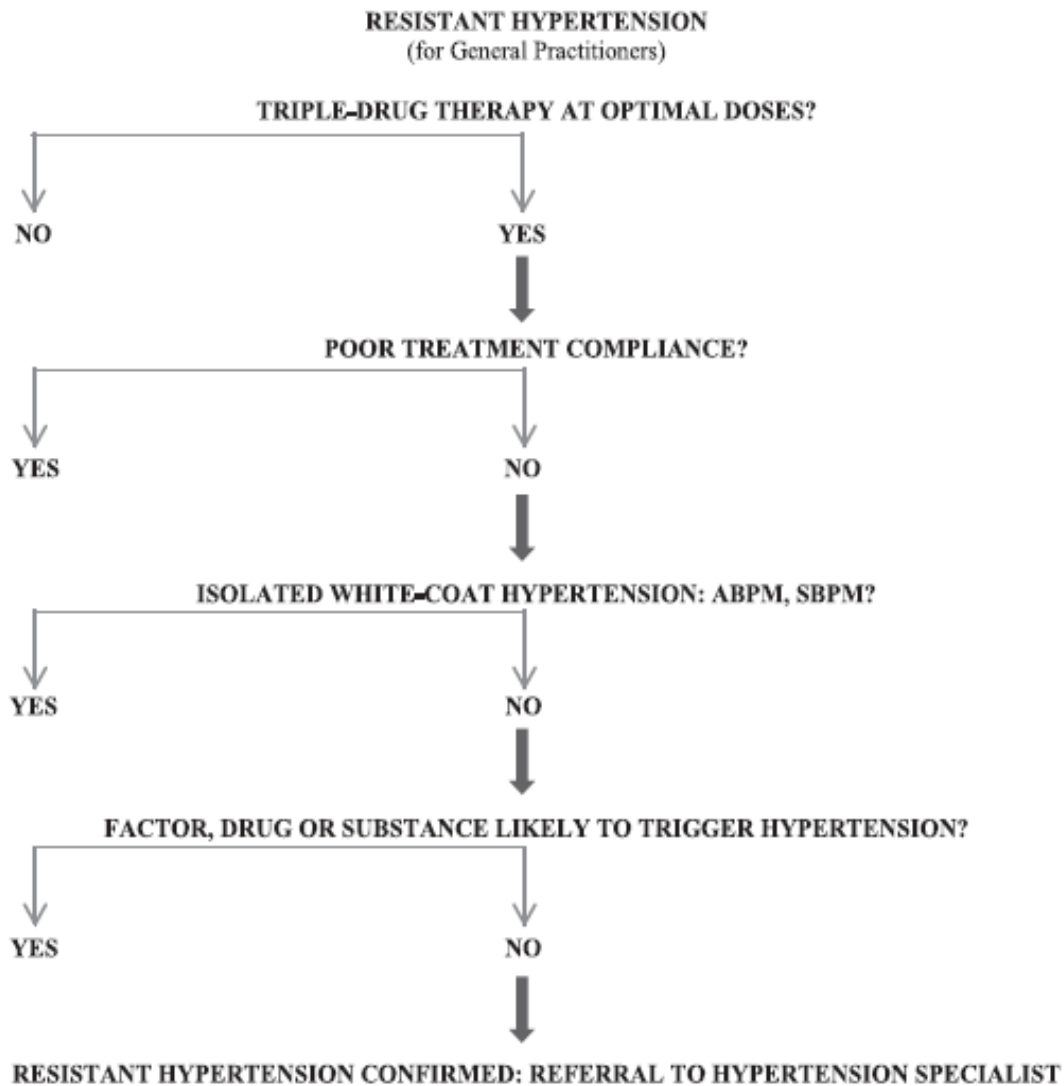 RESISTANT HYPERTENSION
(for General Practitioners)
TRIPLE-DRUG THERAPY AT OPTIMAL DOSES?
NO YES
POOR TREATMENT COMPLIANCE?
YES NO
ISOLATED WHITE-COAT HYPERTENSION: ABPM, SBPM?
YES NO
FACTOR, DRUG OR SUBSTANCE LIKELY TO TRIGGER HYPERTENSION?
YES NO
RESISTANT HYPERTENSION CONFIRMED: REFERRAL TO HYPERTENSION SPECIALIST